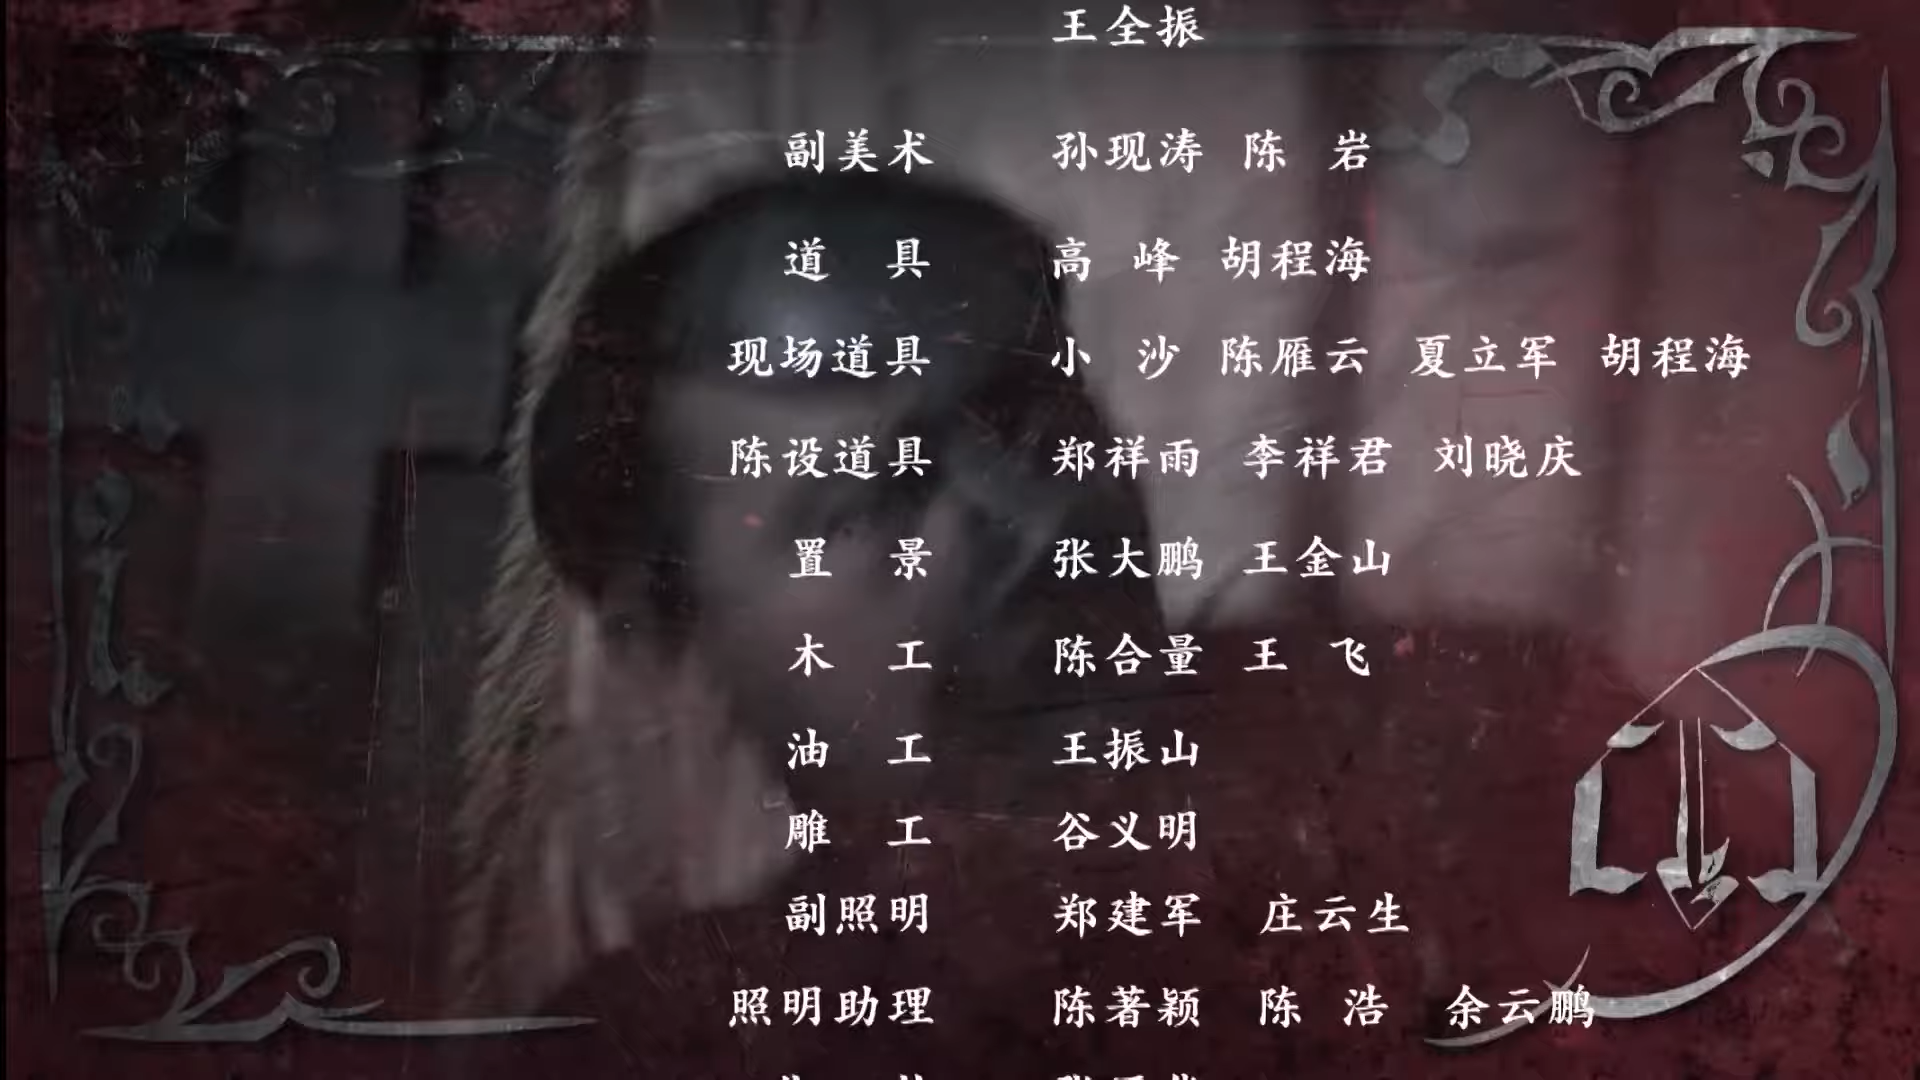 王全振
副美术 孙现涛 陈 岩
道 具 高 峰 胡程海
现场道具 小 沙 陈雁云 夏立军 胡程海
陈设道具 郑祥雨 李祥君 刘晓庆
置 景 张大鹏 王金山
木 工 陈合量 王 飞
油 工 王振山
雕 工 谷义明
副照明 郑建军 庄云生
照明助理 陈著颖 陈 浩 余云鹏